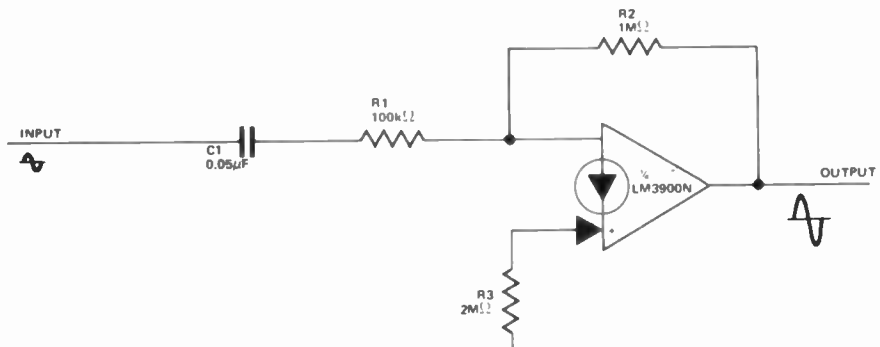 R2
1MΩ
R1
100kΩ
INPUT
C1
0.05µF
-
¼
LM3900N
OUTPUT
+
R3
2MΩ